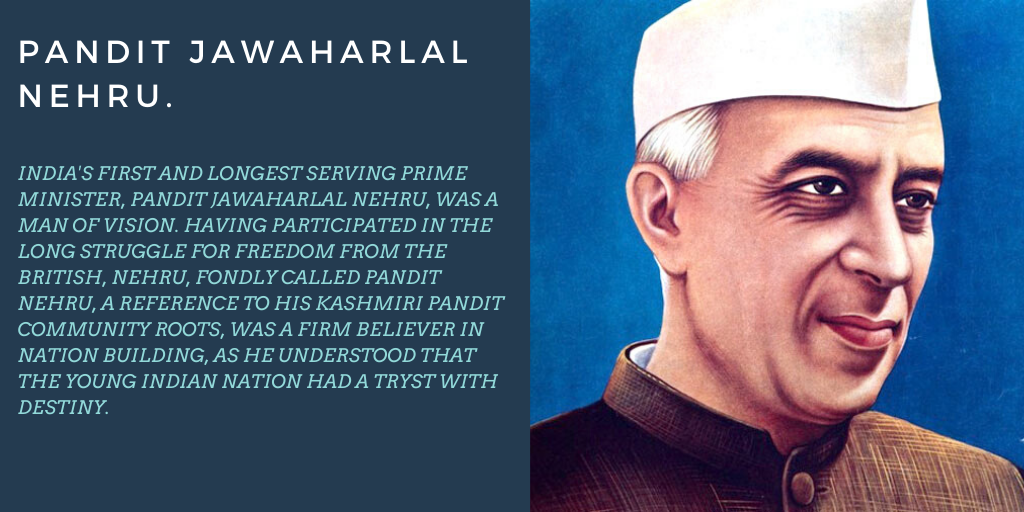 PANDIT JAWAHARLAL
NEHRU.
INDIA'S FIRST AND LONGEST SERVING PRIME
MINISTER, PANDIT JAWAHARLAL NEHRU, WAS A
MAN OF VISION. HAVING PARTICIPATED IN THE
LONG STRUGGLE FOR FREEDOM FROM THE
BRITISH, NEHRU, FONDLY CALLED PANDIT
NEHRU, A REFERENCE TO HIS KASHMIRI PANDIT
COMMUNITY ROOTS, WAS A FIRM BELIEVER IN
NATION BUILDING, AS HE UNDERSTOOD THAT
THE YOUNG INDIAN NATION HAD A TRYST WITH
DESTINY.